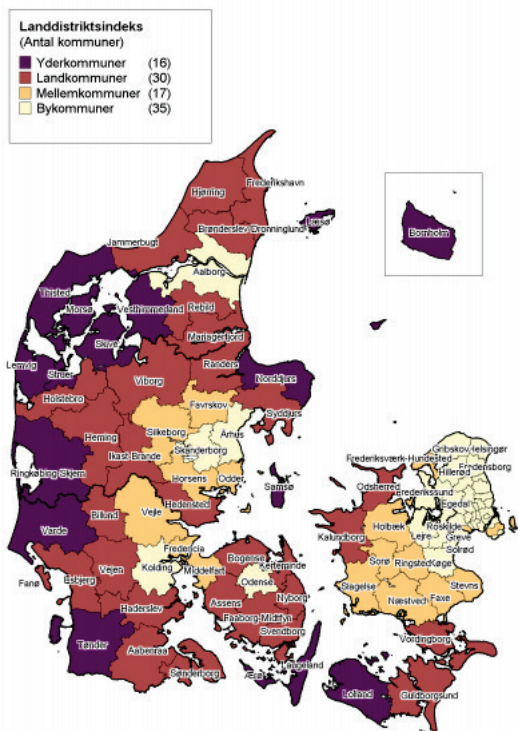 Landdistriktsindeks
(Antal kommuner)
Yderkommuner (16)
Landkommuner (30)
Mellemkommuner (17)
Bykommuner (35)
Frederikshavn
Hjørring
Læsø
Bornholm
Brønderslev-Dronninglund
Jammerbugt
Aalborg
Thisted
Morsø
Vesthimmerland
Rebild
Mariagerfjord
Skive
Lemvig
Struer
Randers
Viborg
Norddjurs
Holstebro
Favrskov
Syddjurs
Herning
Silkeborg
Århus
Skanderborg
Ikast-Brande
Ringkøbing-Skjern
Horsens
Odder
Samsø
Hedensted
Gribskov
Helsingør
Frederiksværk-Hundested
Hillerød
Fredensborg
Odsherred
Frederikssund
Egedal
Varde
Billund
Vejle
Kalundborg
Holbæk
Roskilde
Lejre
Greve
Solrød
Fredericia
Fanø
Esbjerg
Vejen
Kolding
Middelfart
Bogense
Kerteminde
Odense
Sorø
Ringsted
Køge
Slagelse
Stevns
Næstved
Faxe
Haderslev
Assens
Nyborg
Faaborg-Midtfyn
Svendborg
Vordingborg
Tønder
Aabenraa
Sønderborg
Ærø
Langeland
Lolland
Guldborgsund